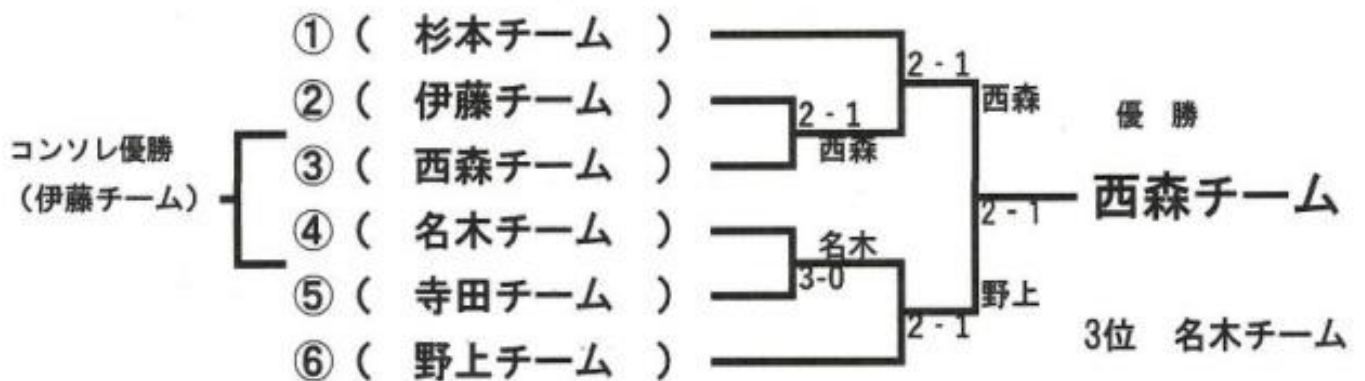 ① ( 杉本チーム )
② ( 伊藤チーム )
③ ( 西森チーム )
④ ( 名木チーム )
⑤ ( 寺田チーム )
⑥ ( 野上チーム )
コンソレ優勝
(伊藤チーム)
2 - 1
西森
2 - 1
西森
名木
3-0
2 - 1
野上
2 - 1
優 勝
西森チーム
3位 名木チーム